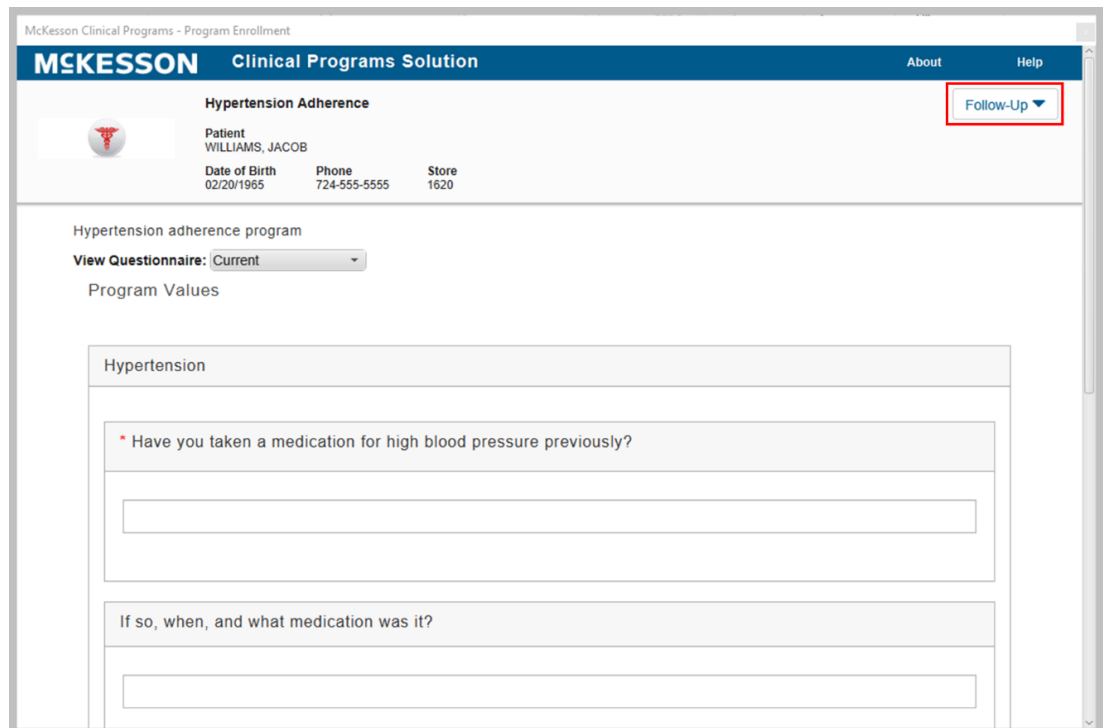 McKesson Clinical Programs - Program Enrollment
MCKESSON Clinical Programs Solution About Help
Hypertension Adherence
Follow-Up
Patient
WILLIAMS, JACOB
Date of Birth Phone Store
02/20/1965 724-555-5555 1620
Hypertension adherence program
View Questionnaire: Current
Program Values
Hypertension
* Have you taken a medication for high blood pressure previously?
If so, when, and what medication was it?